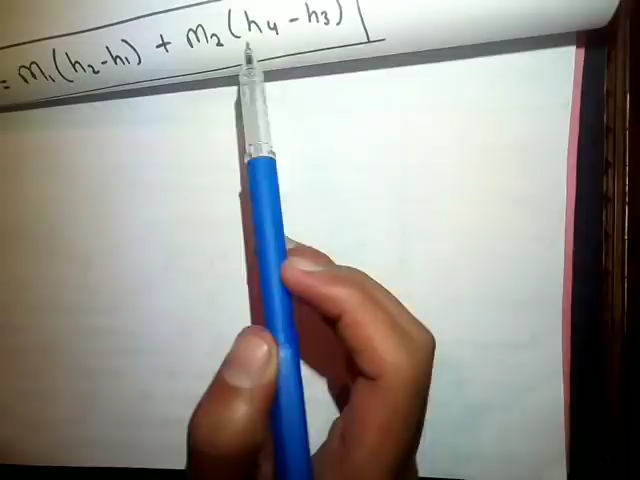 = m₁(h₂-h₁) + m₂(h₄-h₃)